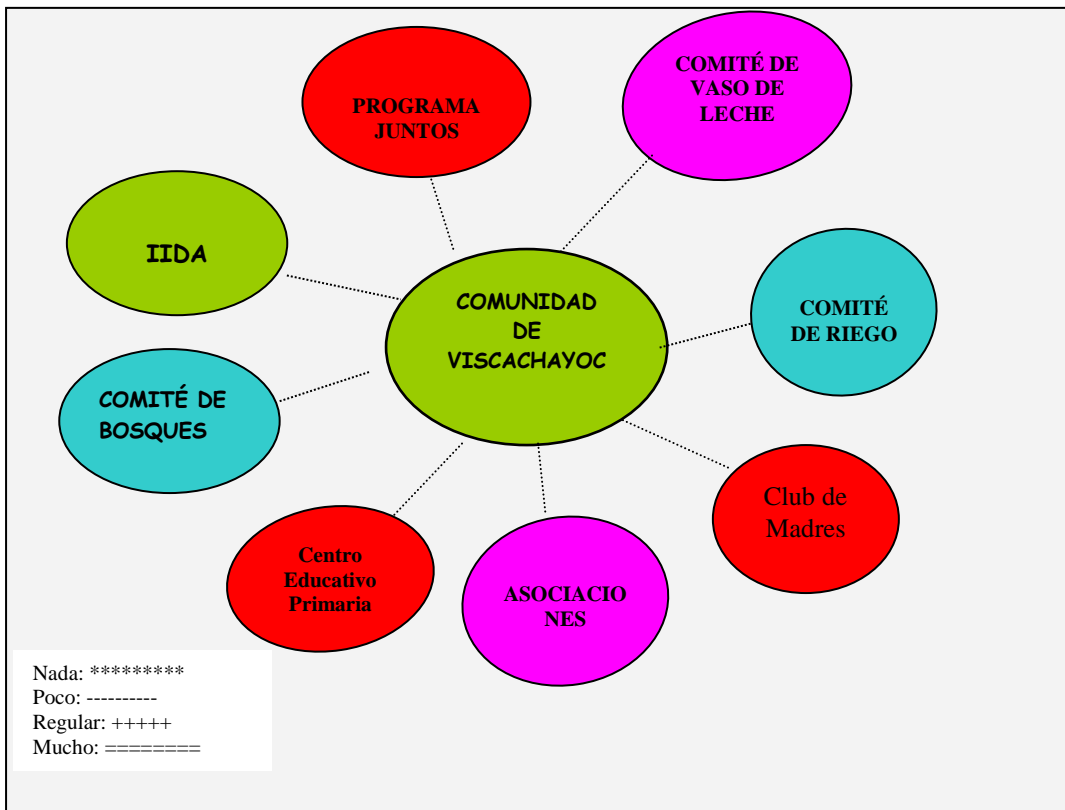 PROGRAMA
JUNTOS
COMITÉ DE
VASO DE
LECHE
IIDA
COMUNIDAD
DE
VISCACHAYOC
COMITÉ
DE RIEGO
COMITÉ DE
BOSQUES
Club de
Madres
Centro
Educativo
Primaria
ASOCIACIO
NES
Nada: *********
Poco: ----------
Regular: +++++
Mucho: ========